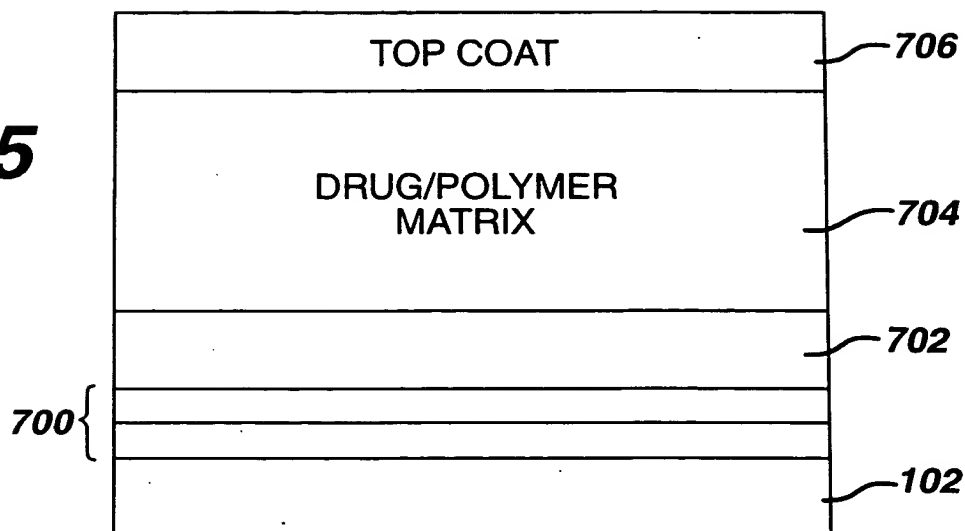 TOP COAT
706
5
DRUG/POLYMER
MATRIX
704
702
700
102